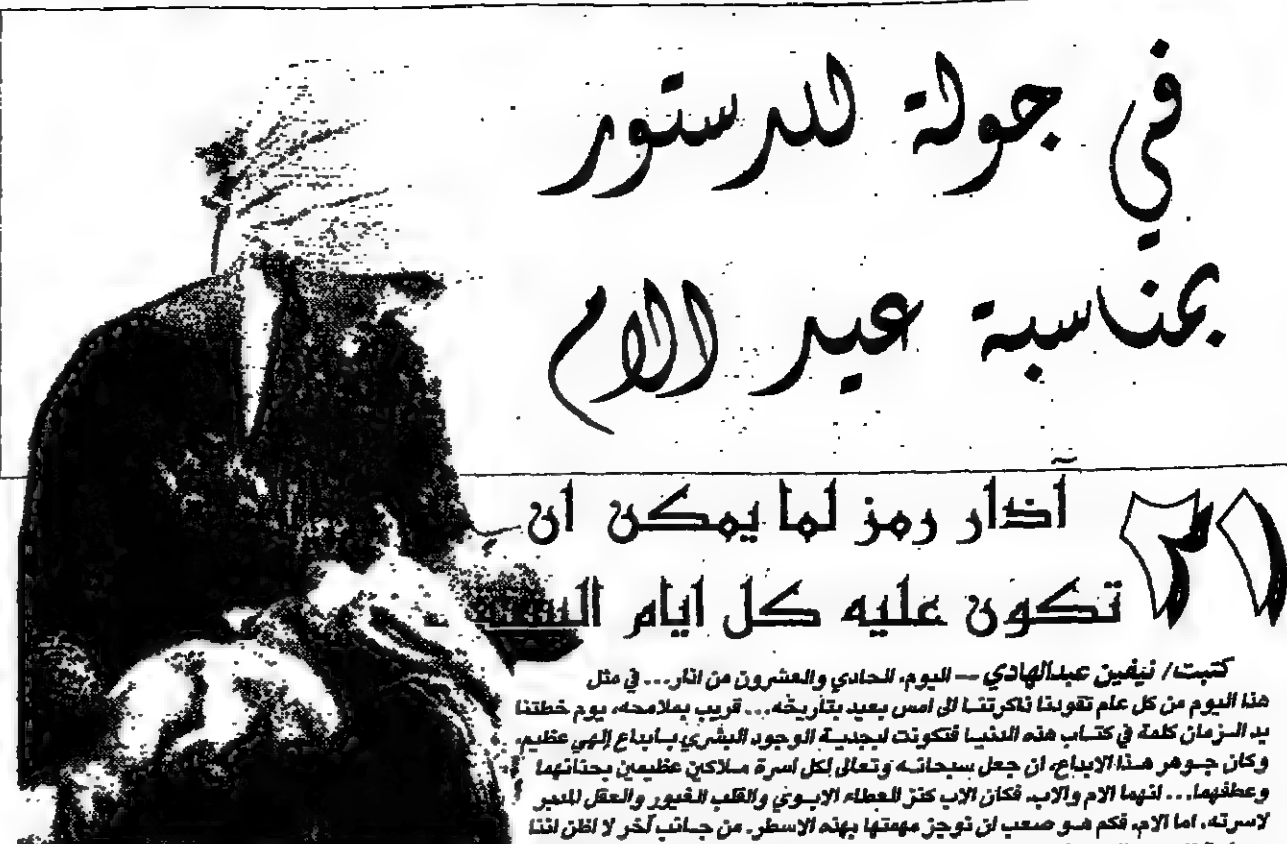 في جولة للدستور
بمناسبة عيد الام
٢١ آذار رمز لما يمكن ان
تكون عليه كل ايام السنة
كتبت/ نيفين عبدالهادي — اليوم، الحادي والعشرون من اذار... في مثل
هذا اليوم من كل عام تقودنا ذاكرتنا الى امس بعيد بتاريخه... قريب بملامحه، يوم خطتنا
يد الزمان كلمة في كتاب هذه الدنيا فتكونت ابجدية الوجود البشري بابداع إلهي عظيم،
وكان جوهر هذا الابداع، ان جعل سبحانه وتعالى لكل اسرة ملاكين عظيمين بحنانهما
وعطفهما... انهما الام والاب. فكان الاب كنز العطاء الابوي والقلب الغيور والعقل المدبر
لاسرته، اما الام، فكم هو صعب ان نوجز مهمتها بهذه الاسطر. من جانب آخر لا اظن اننا